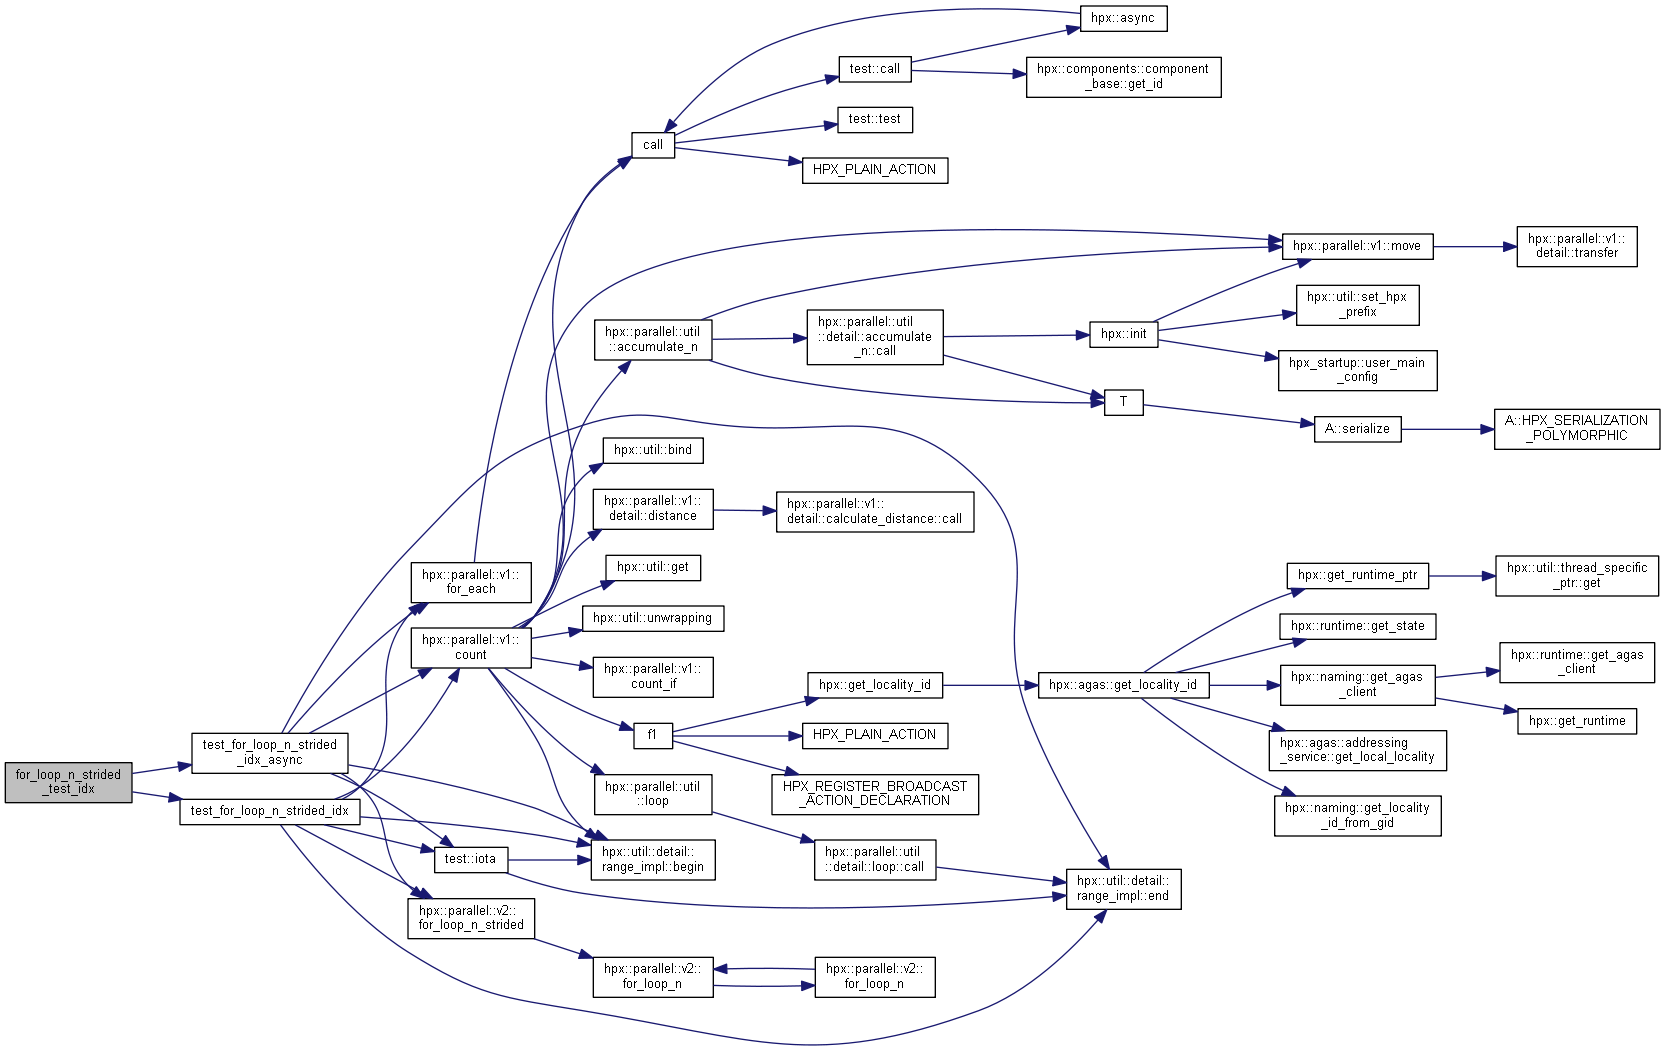 hpx::async
test::call
hpx::components::component
_base::get_id
test::test
call
HPX_PLAIN_ACTION
hpx::parallel::v1::move
hpx::parallel::v1::
detail::transfer
hpx::util::set_hpx
_prefix
hpx::parallel::util
::accumulate_n
hpx::parallel::util
::detail::accumulate
_n::call
hpx::init
hpx_startup::user_main
_config
T
A::serialize
A::HPX_SERIALIZATION
_POLYMORPHIC
hpx::util::bind
hpx::parallel::v1::
detail::distance
hpx::parallel::v1::
detail::calculate_distance::call
hpx::parallel::v1::
for_each
hpx::util::get
hpx::get_runtime_ptr
hpx::util::thread_specific
_ptr::get
hpx::util::unwrapping
hpx::runtime::get_state
hpx::parallel::v1::
count
hpx::parallel::v1::
count_if
hpx::get_locality_id
hpx::agas::get_locality_id
hpx::naming::get_agas
_client
hpx::runtime::get_agas
_client
hpx::get_runtime
f1
HPX_PLAIN_ACTION
hpx::agas::addressing
_service::get_local_locality
test_for_loop_n_strided
_idx_async
for_loop_n_strided
_test_idx
test_for_loop_n_strided_idx
hpx::parallel::util
::loop
HPX_REGISTER_BROADCAST
_ACTION_DECLARATION
hpx::naming::get_locality
_id_from_gid
test::iota
hpx::util::detail::
range_impl::begin
hpx::parallel::util
::detail::loop::call
hpx::util::detail::
range_impl::end
hpx::parallel::v2::
for_loop_n_strided
hpx::parallel::v2::
for_loop_n
hpx::parallel::v2::
for_loop_n